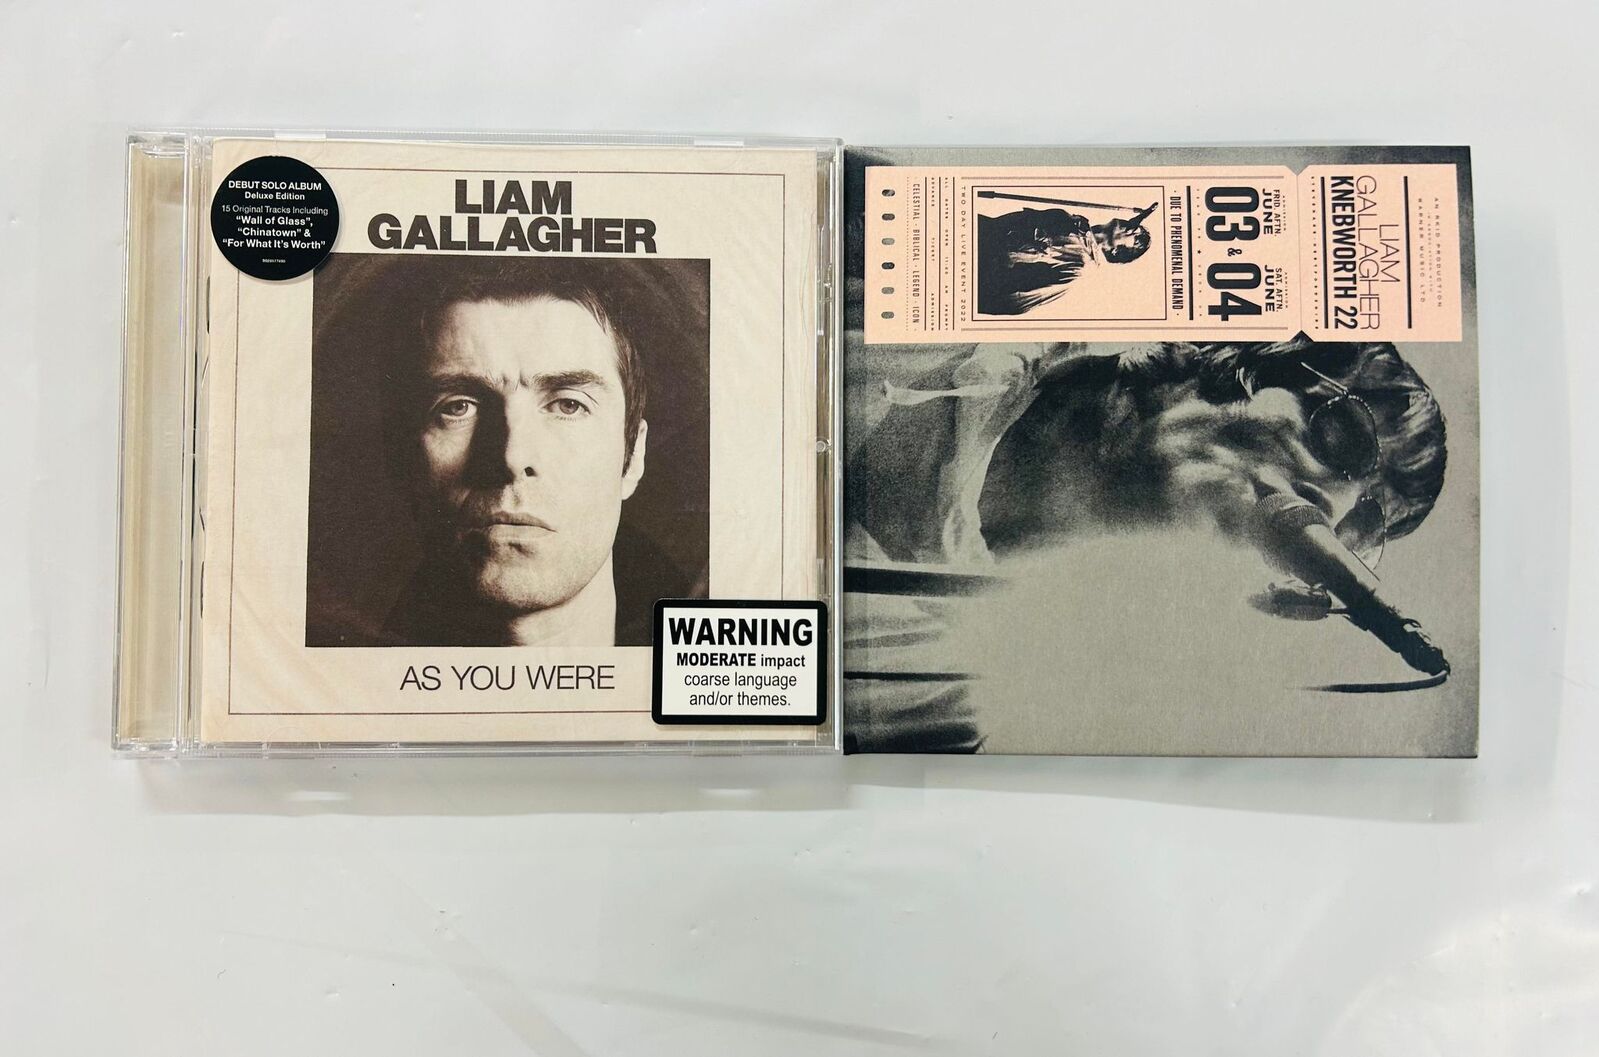 DEBUT SOLO ALBUM
Deluxe Edition
15 Original Tracks Including
"Wall of Glass",
"Chinatown" &
"For What It's Worth"
LIAM
GALLAGHER
AS YOU WERE
WARNING
MODERATE impact
coarse language
and/or themes.
AN RKID PRODUCTION
WARNER MUSIC LTD.
LIAM
GALLAGHER
KNEBWORTH 22
FRID. AFTN. SAT. AFTN.
JUNE JUNE
03 & 04
· DUE TO PHENOMENAL DEMAND ·
TWO DAY LIVE EVENT 2022
CELESTIAL · BIBLICAL · LEGEND · ICON ·